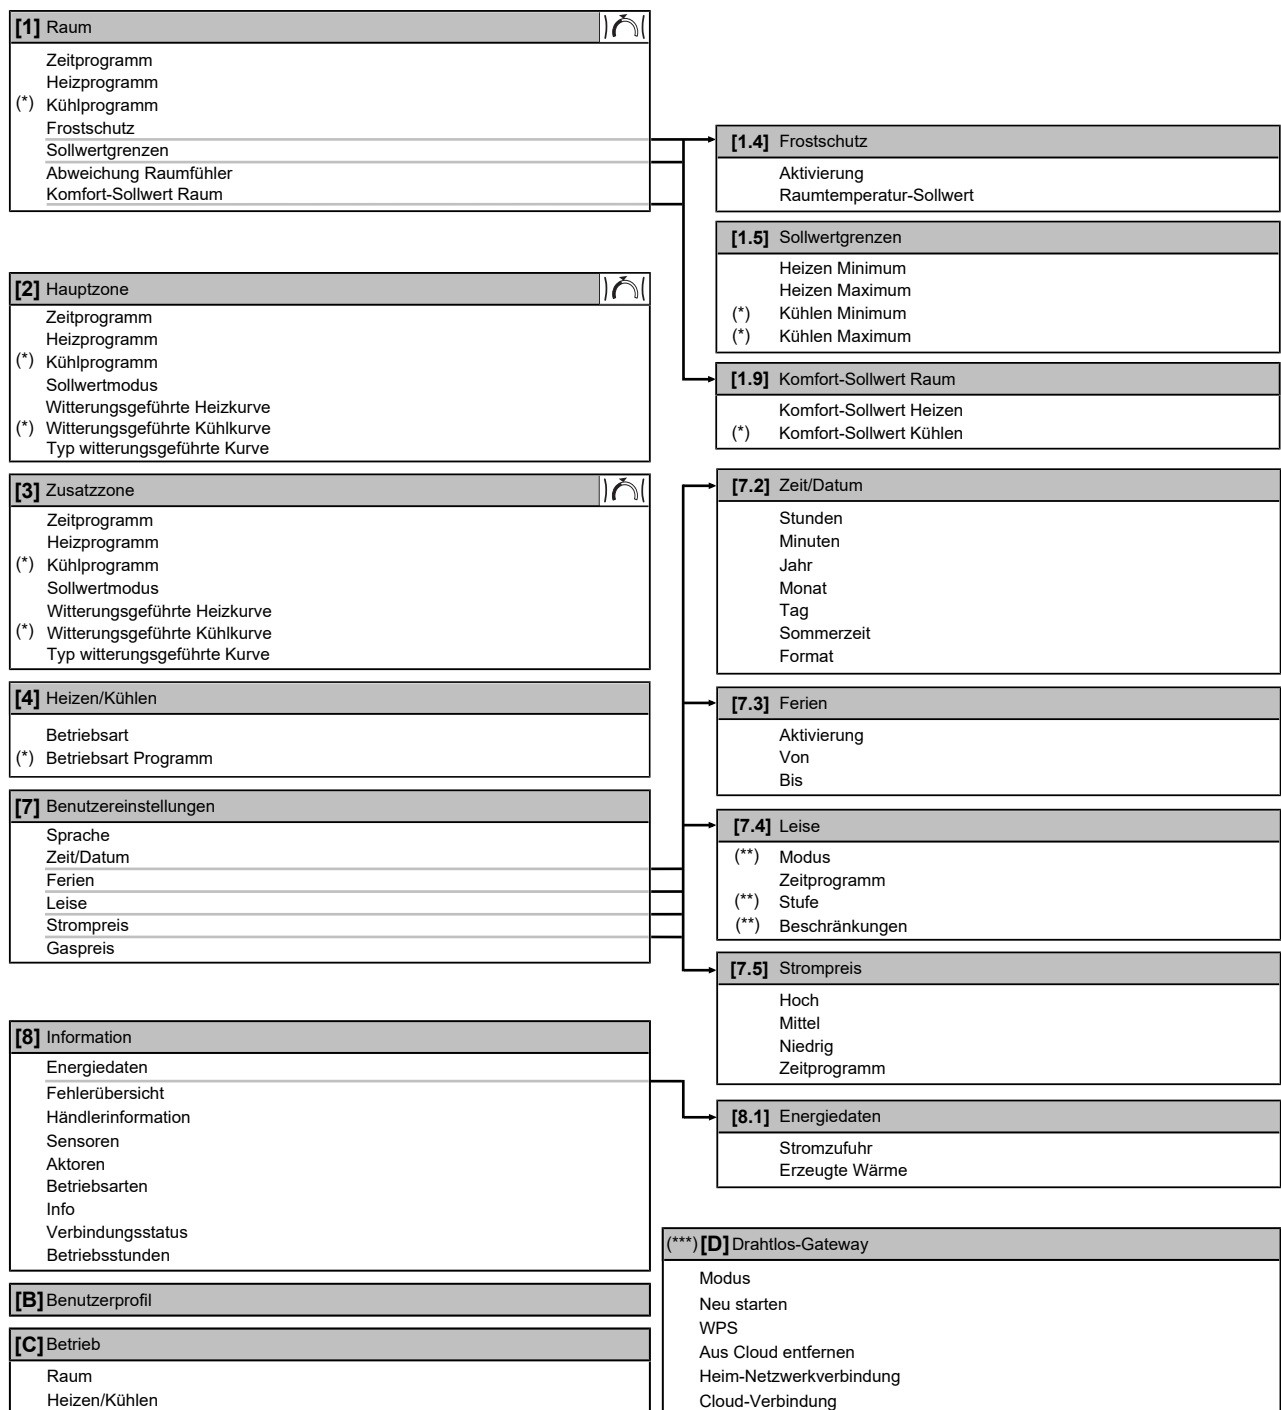 [1] Raum
Zeitprogramm
Heizprogramm
(*) Kühlprogramm
Frostschutz
Sollwertgrenzen
Abweichung Raumfühler
Komfort-Sollwert Raum
[2] Hauptzone
Zeitprogramm
Heizprogramm
(*) Kühlprogramm
Sollwertmodus
Witterungsgeführte Heizkurve
(*) Witterungsgeführte Kühlkurve
Typ witterungsgeführte Kurve
[3] Zusatzzone
Zeitprogramm
Heizprogramm
(*) Kühlprogramm
Sollwertmodus
Witterungsgeführte Heizkurve
(*) Witterungsgeführte Kühlkurve
Typ witterungsgeführte Kurve
[4] Heizen/Kühlen
Betriebsart
(*) Betriebsart Programm
[7] Benutzereinstellungen
Sprache
Zeit/Datum
Ferien
Leise
Strompreis
Gaspreis
[8] Information
Energiedaten
Fehlerübersicht
Händlerinformation
Sensoren
Aktoren
Betriebsarten
Info
Verbindungsstatus
Betriebsstunden
[B] Benutzerprofil
[C] Betrieb
Raum
Heizen/Kühlen
[1.4] Frostschutz
Aktivierung
Raumtemperatur-Sollwert
[1.5] Sollwertgrenzen
Heizen Minimum
Heizen Maximum
(*) Kühlen Minimum
(*) Kühlen Maximum
[1.9] Komfort-Sollwert Raum
Komfort-Sollwert Heizen
(*) Komfort-Sollwert Kühlen
[7.2] Zeit/Datum
Stunden
Minuten
Jahr
Monat
Tag
Sommerzeit
Format
[7.3] Ferien
Aktivierung
Von
Bis
[7.4] Leise
(**) Modus
Zeitprogramm
(**) Stufe
(**) Beschränkungen
[7.5] Strompreis
Hoch
Mittel
Niedrig
Zeitprogramm
[8.1] Energiedaten
Stromzufuhr
Erzeugte Wärme
(***) [D] Drahtlos-Gateway
Modus
Neu starten
WPS
Aus Cloud entfernen
Heim-Netzwerkverbindung
Cloud-Verbindung